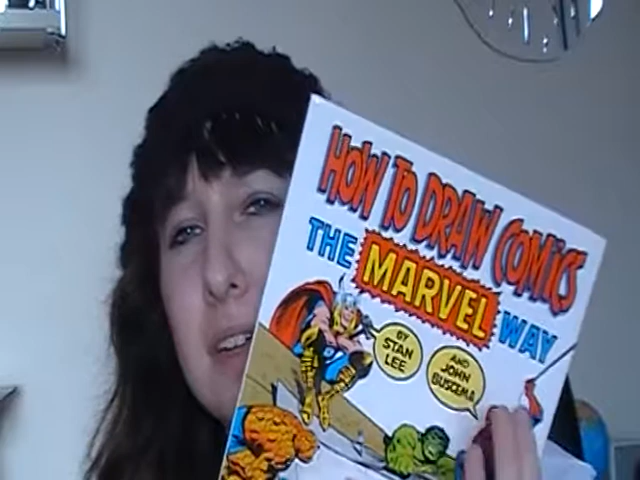 HOW TO DRAW COMICS
THE MARVEL WAY
BY
STAN
LEE
AND
JOHN
BUSCEMA